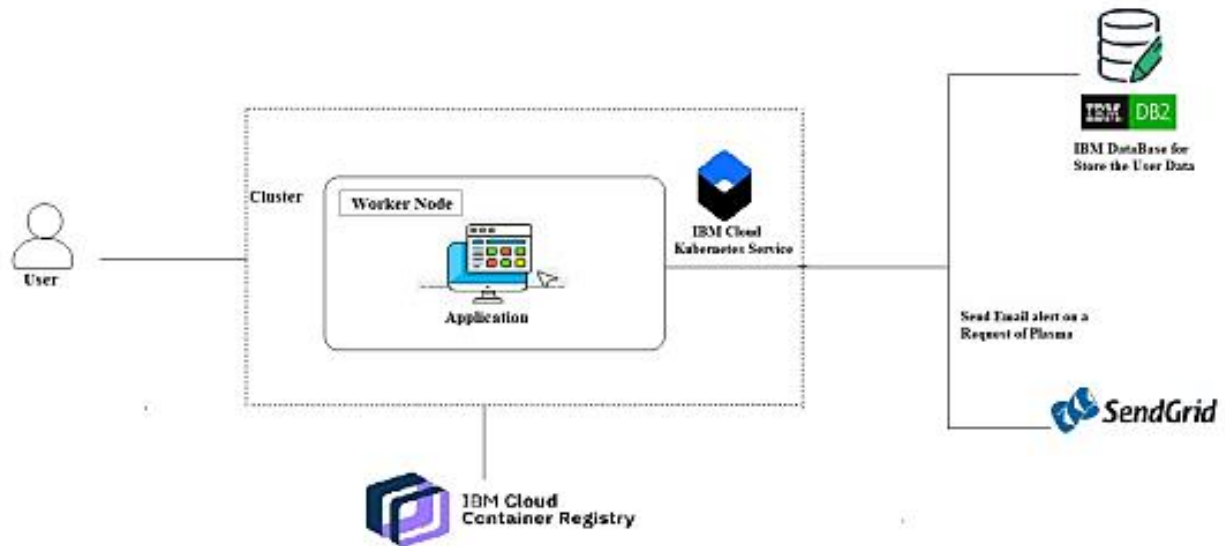 IBM DB2
IBM DataBase for
Store the User Data
Cluster
Worker Node
IBM Cloud
Kubernetes Service
User
Application
Send Email alert on a
Request of Plasma
SendGrid
IBM Cloud
Container Registry